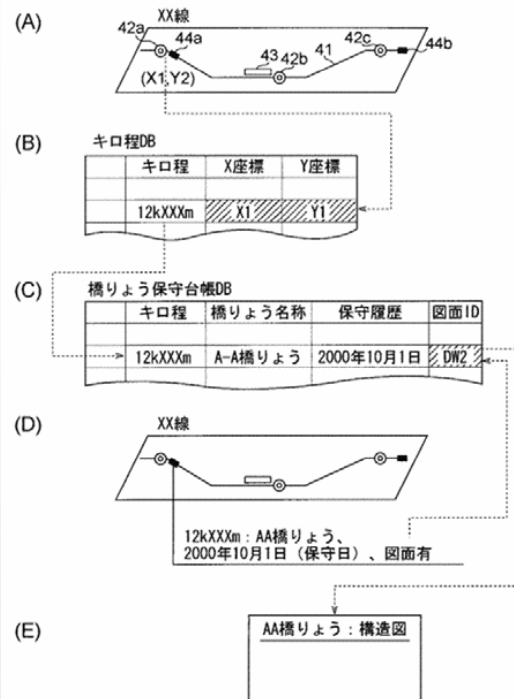 (A)
XX線
42a
44a
43
42b
41
42c
44b
(X1,Y2)
(B)
キロ程DB
キロ程 X座標 Y座標
12kXXXm X1 Y1
(C)
橋りょう保守台帳DB
キロ程 橋りょう名称 保守履歴 図面ID
12kXXXm A-A橋りょう 2000年10月1日 DW2
(D)
XX線
12kXXXm:AA橋りょう、
2000年10月1日(保守日)、図面有
(E)
AA橋りょう:構造図